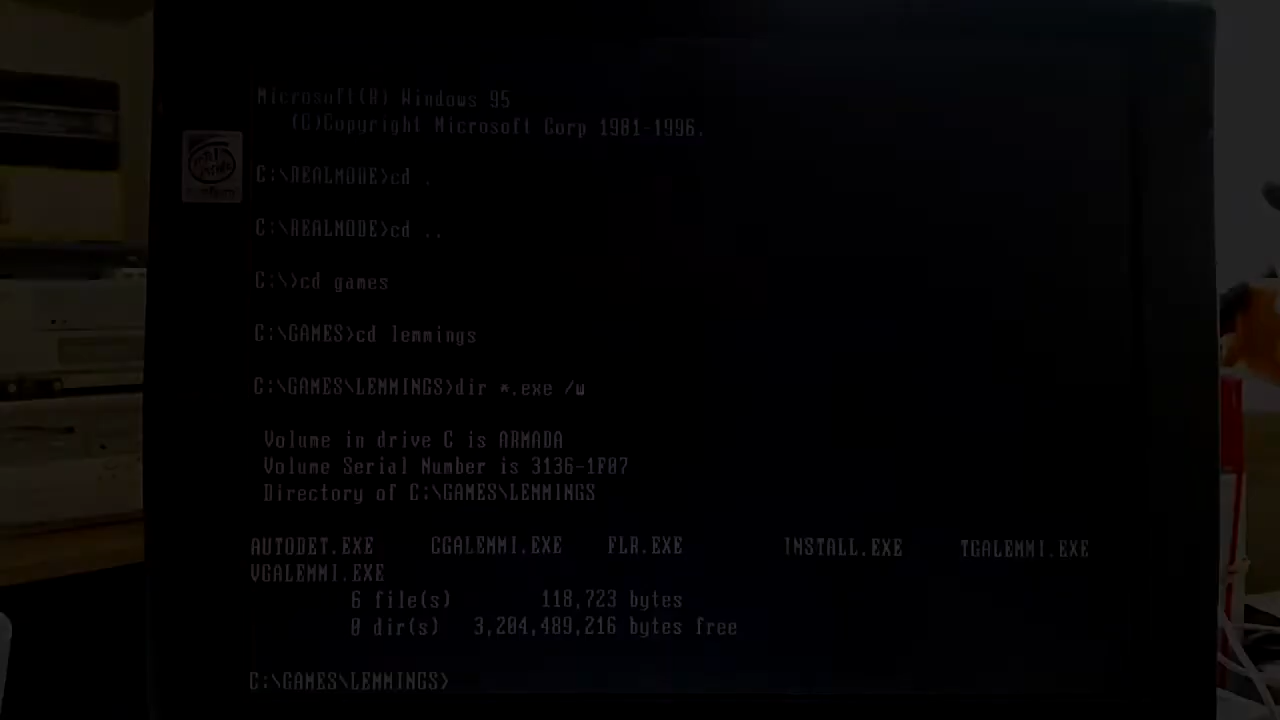 Microsoft(R) Windows 95
(C)Copyright Microsoft Corp 1981-1996.
C:\REALMODE>cd .
C:\REALMODE>cd ..
C:\>cd games
C:\GAMES>cd lemmings
C:\GAMES\LEMMINGS>dir *.exe /w
Volume in drive C is ARMADA
Volume Serial Number is 3136-1F07
Directory of C:\GAMES\LEMMINGS
AUTODET.EXE CGALEMMI.EXE FLR.EXE INSTALL.EXE TGALEMMI.EXE
VGALEMMI.EXE
6 file(s) 118,723 bytes
0 dir(s) 3,204,489,216 bytes free
C:\GAMES\LEMMINGS>
intel
inside